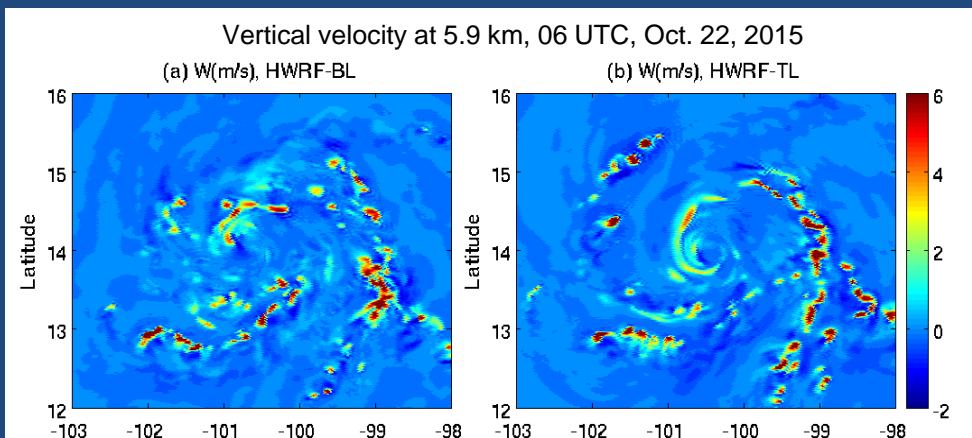 Vertical velocity at 5.9 km, 06 UTC, Oct. 22, 2015
(a) W(m/s), HWRF-BL
(b) W(m/s), HWRF-TL
Latitude
16
15
14
13
12
-103 -102 -101 -100 -99 -98
Latitude
16
15
14
13
12
-103 -102 -101 -100 -99 -98
6
4
2
0
-2